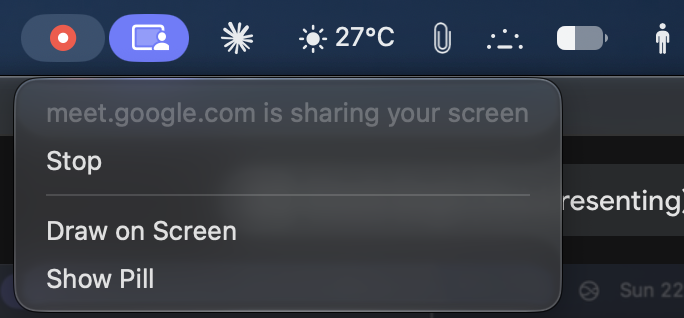 27°C
meet.google.com is sharing your screen
Stop
resenting)
Draw on Screen
Show Pill
Sun 22